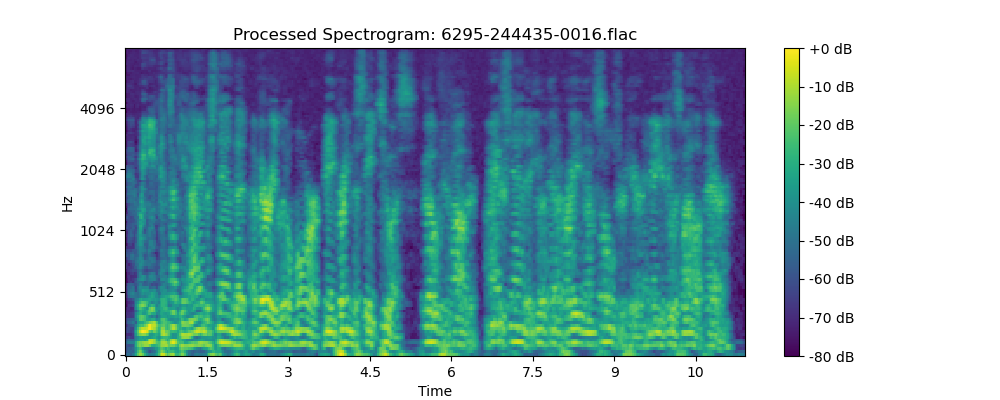 Processed Spectrogram: 6295-244435-0016.flac
+0 dB
-10 dB
-20 dB
-30 dB
-40 dB
-50 dB
-60 dB
-70 dB
-80 dB
Hz
4096
2048
1024
512
0
0 1.5 3 4.5 6 7.5 9 10
Time